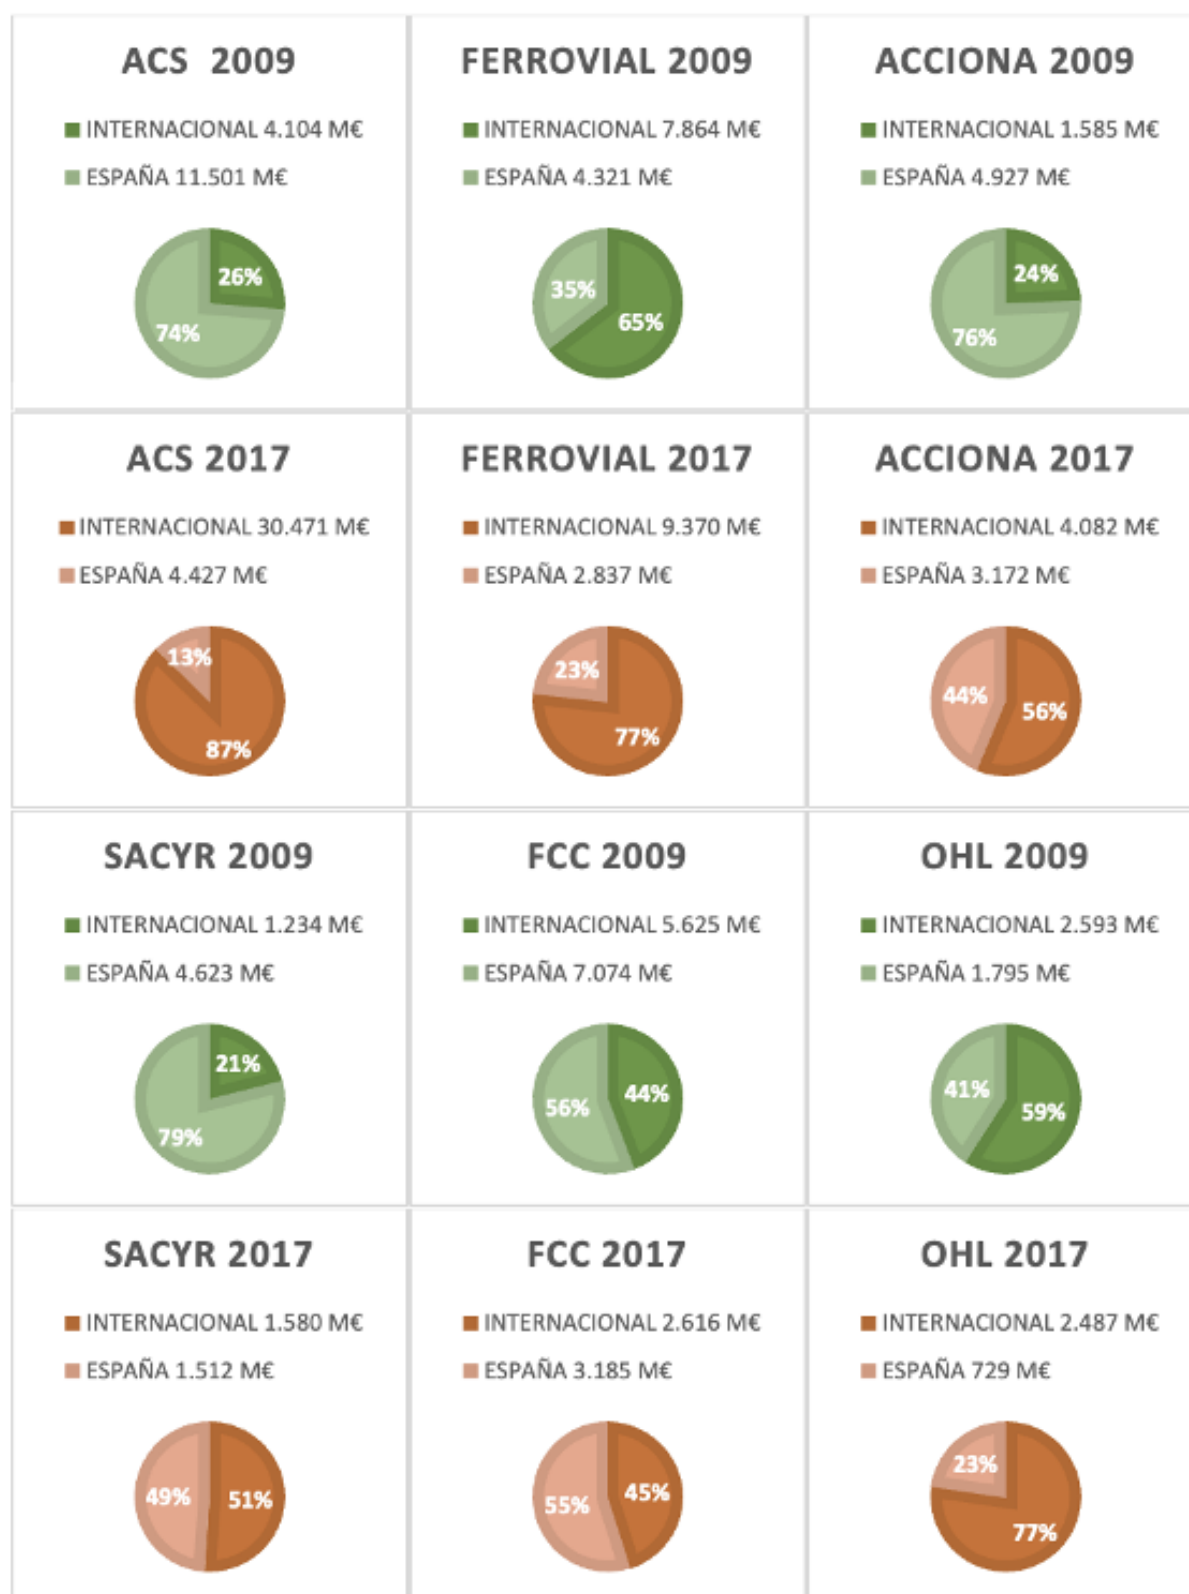 ACS 2009
INTERNACIONAL 4.104 M€
ESPAÑA 11.501 M€
26%
74%
FERROVIAL 2009
INTERNACIONAL 7.864 M€
ESPAÑA 4.321 M€
35%
65%
ACCIONA 2009
INTERNACIONAL 1.585 M€
ESPAÑA 4.927 M€
24%
76%
ACS 2017
INTERNACIONAL 30.471 M€
ESPAÑA 4.427 M€
13%
87%
FERROVIAL 2017
INTERNACIONAL 9.370 M€
ESPAÑA 2.837 M€
23%
77%
ACCIONA 2017
INTERNACIONAL 4.082 M€
ESPAÑA 3.172 M€
44%
56%
SACYR 2009
INTERNACIONAL 1.234 M€
ESPAÑA 4.623 M€
21%
79%
FCC 2009
INTERNACIONAL 5.625 M€
ESPAÑA 7.074 M€
44%
56%
OHL 2009
INTERNACIONAL 2.593 M€
ESPAÑA 1.795 M€
41%
59%
SACYR 2017
INTERNACIONAL 1.580 M€
ESPAÑA 1.512 M€
49%
51%
FCC 2017
INTERNACIONAL 2.616 M€
ESPAÑA 3.185 M€
45%
55%
OHL 2017
INTERNACIONAL 2.487 M€
ESPAÑA 729 M€
23%
77%